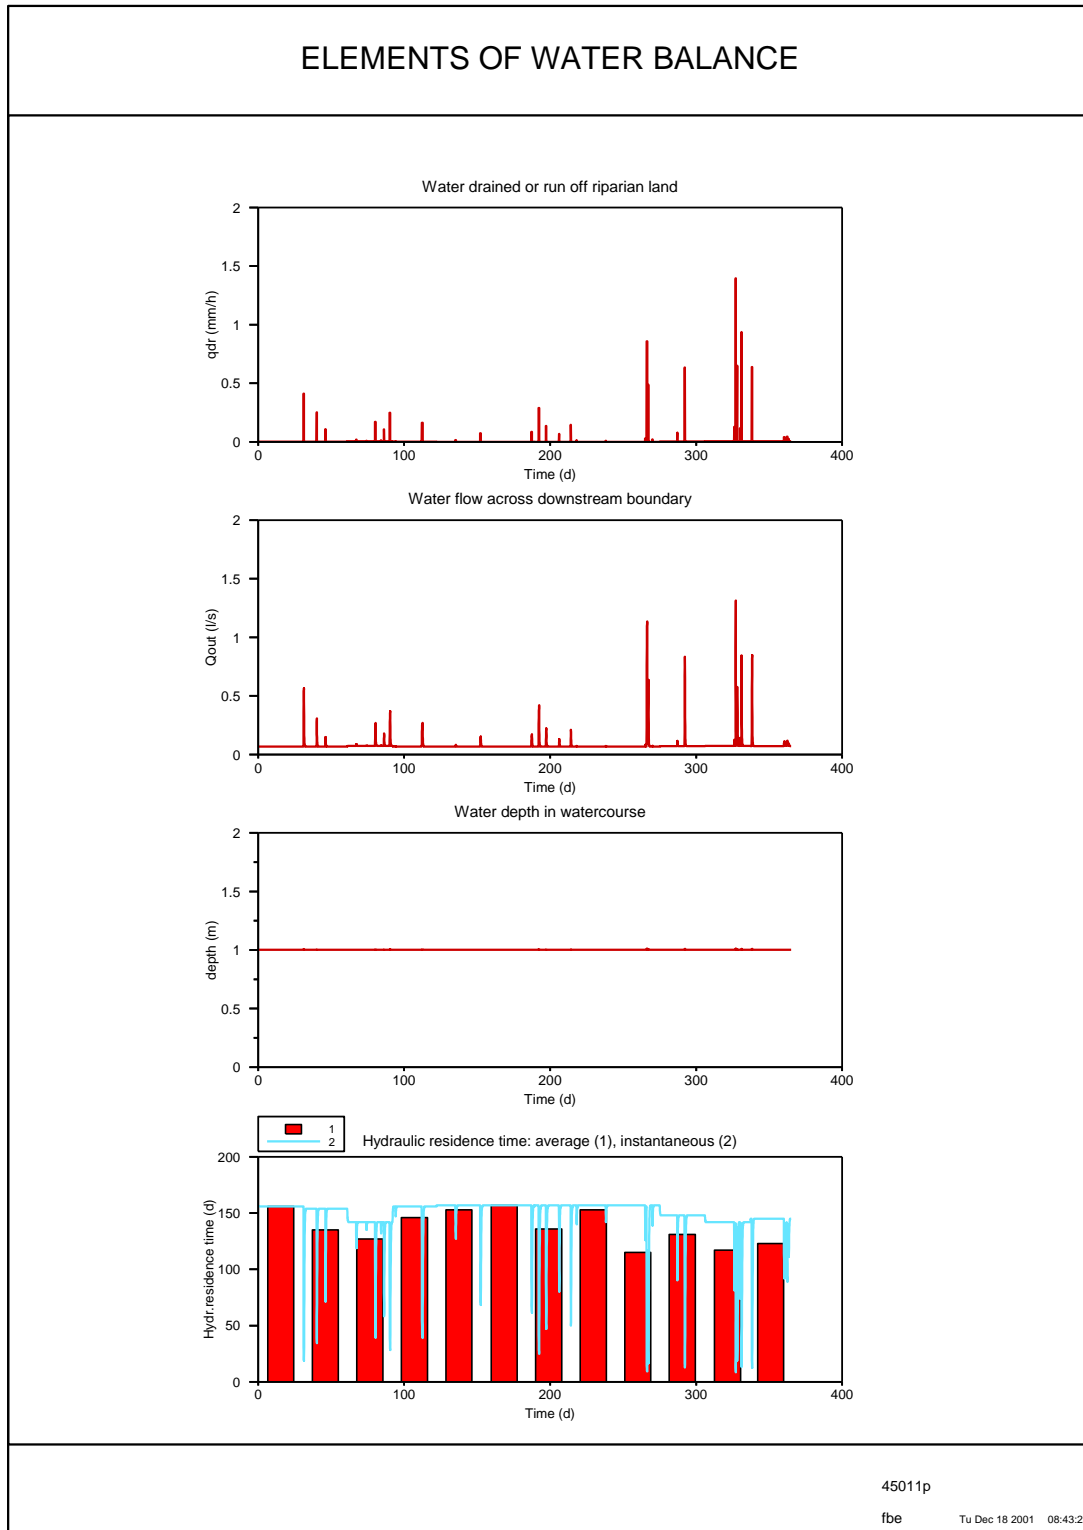 ELEMENTS OF WATER BALANCE
Water drained or run off riparian land
2
1.5
1
0.5
0
qdr (mm/h)
0 100 200 300 400
Time (d)
Water flow across downstream boundary
2
1.5
1
0.5
0
Qout (l/s)
0 100 200 300 400
Time (d)
Water depth in watercourse
2
1.5
1
0.5
0
depth (m)
0 100 200 300 400
Time (d)
1
2
Hydraulic residence time: average (1), instantaneous (2)
200
150
100
50
0
Hydr.residence time (d)
0 100 200 300 400
Time (d)
45011p
fbe Tu Dec 18 2001 08:43:2